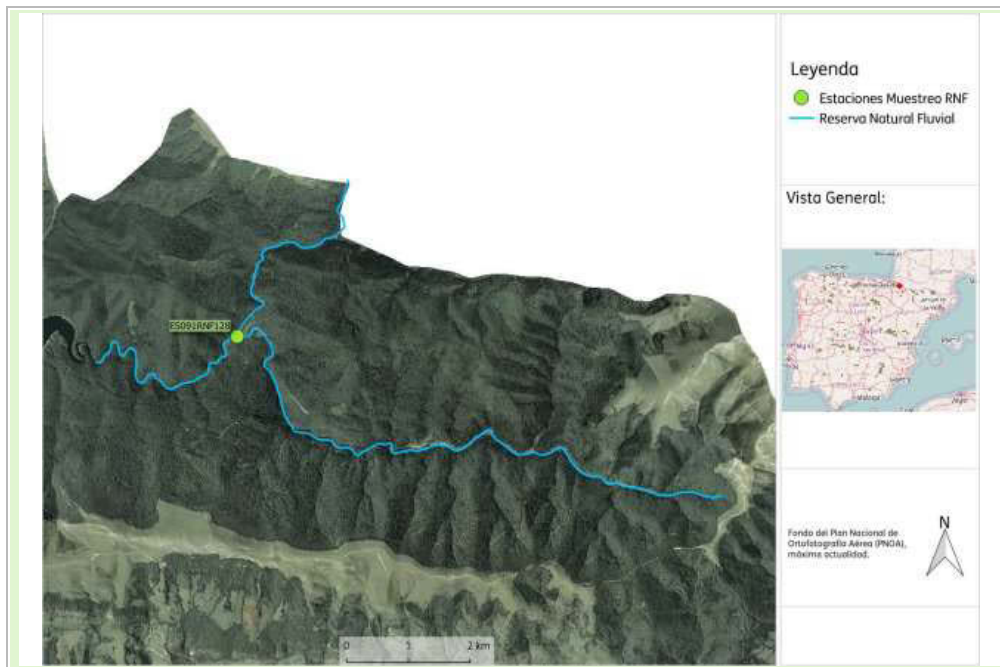 Leyenda
Estaciones Muestreo RNF
Reserva Natural Fluvial
Vista General:
ES091RNF128
Fondo del Plan Nacional de
Ortofotografía Aérea (PNOA),
máxima actualidad.
N
0 1 2 km